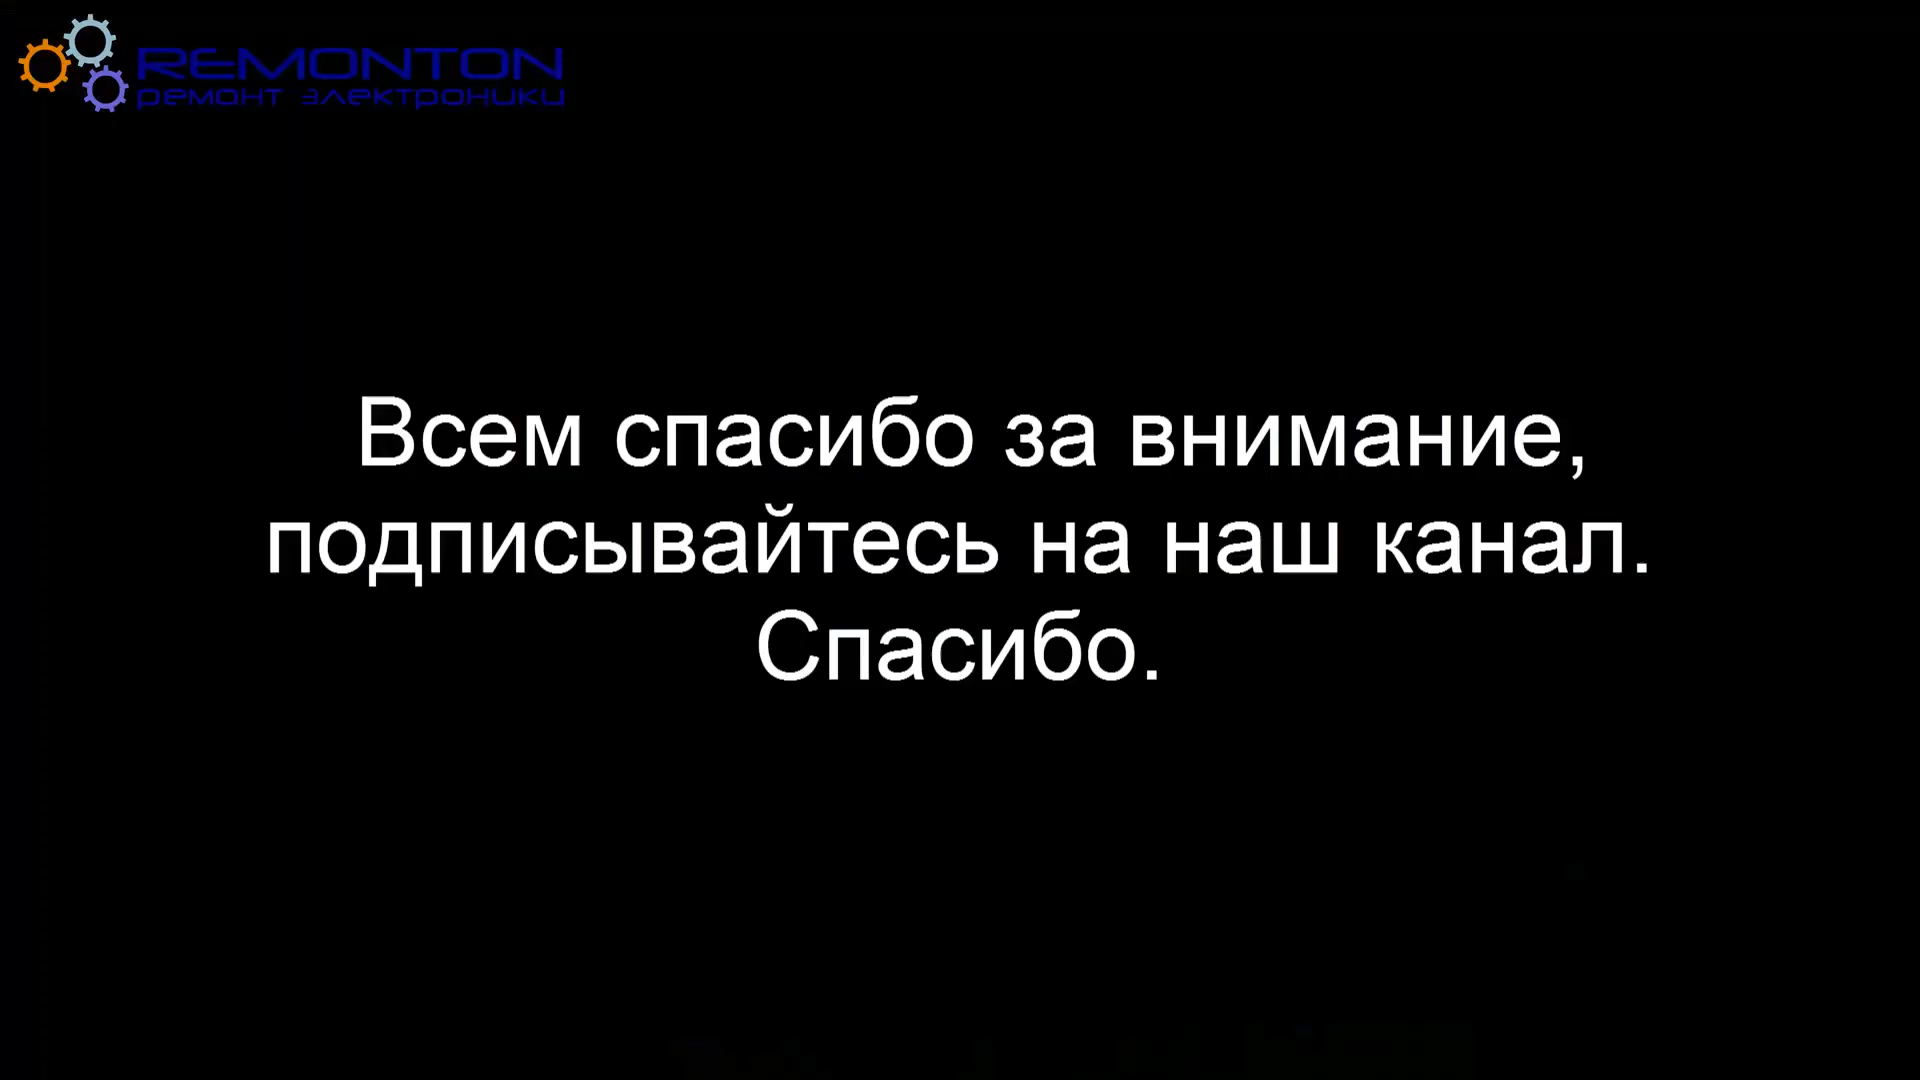 REMONTON
ремонт электроники
Всем спасибо за внимание,
подписывайтесь на наш канал.
Спасибо.